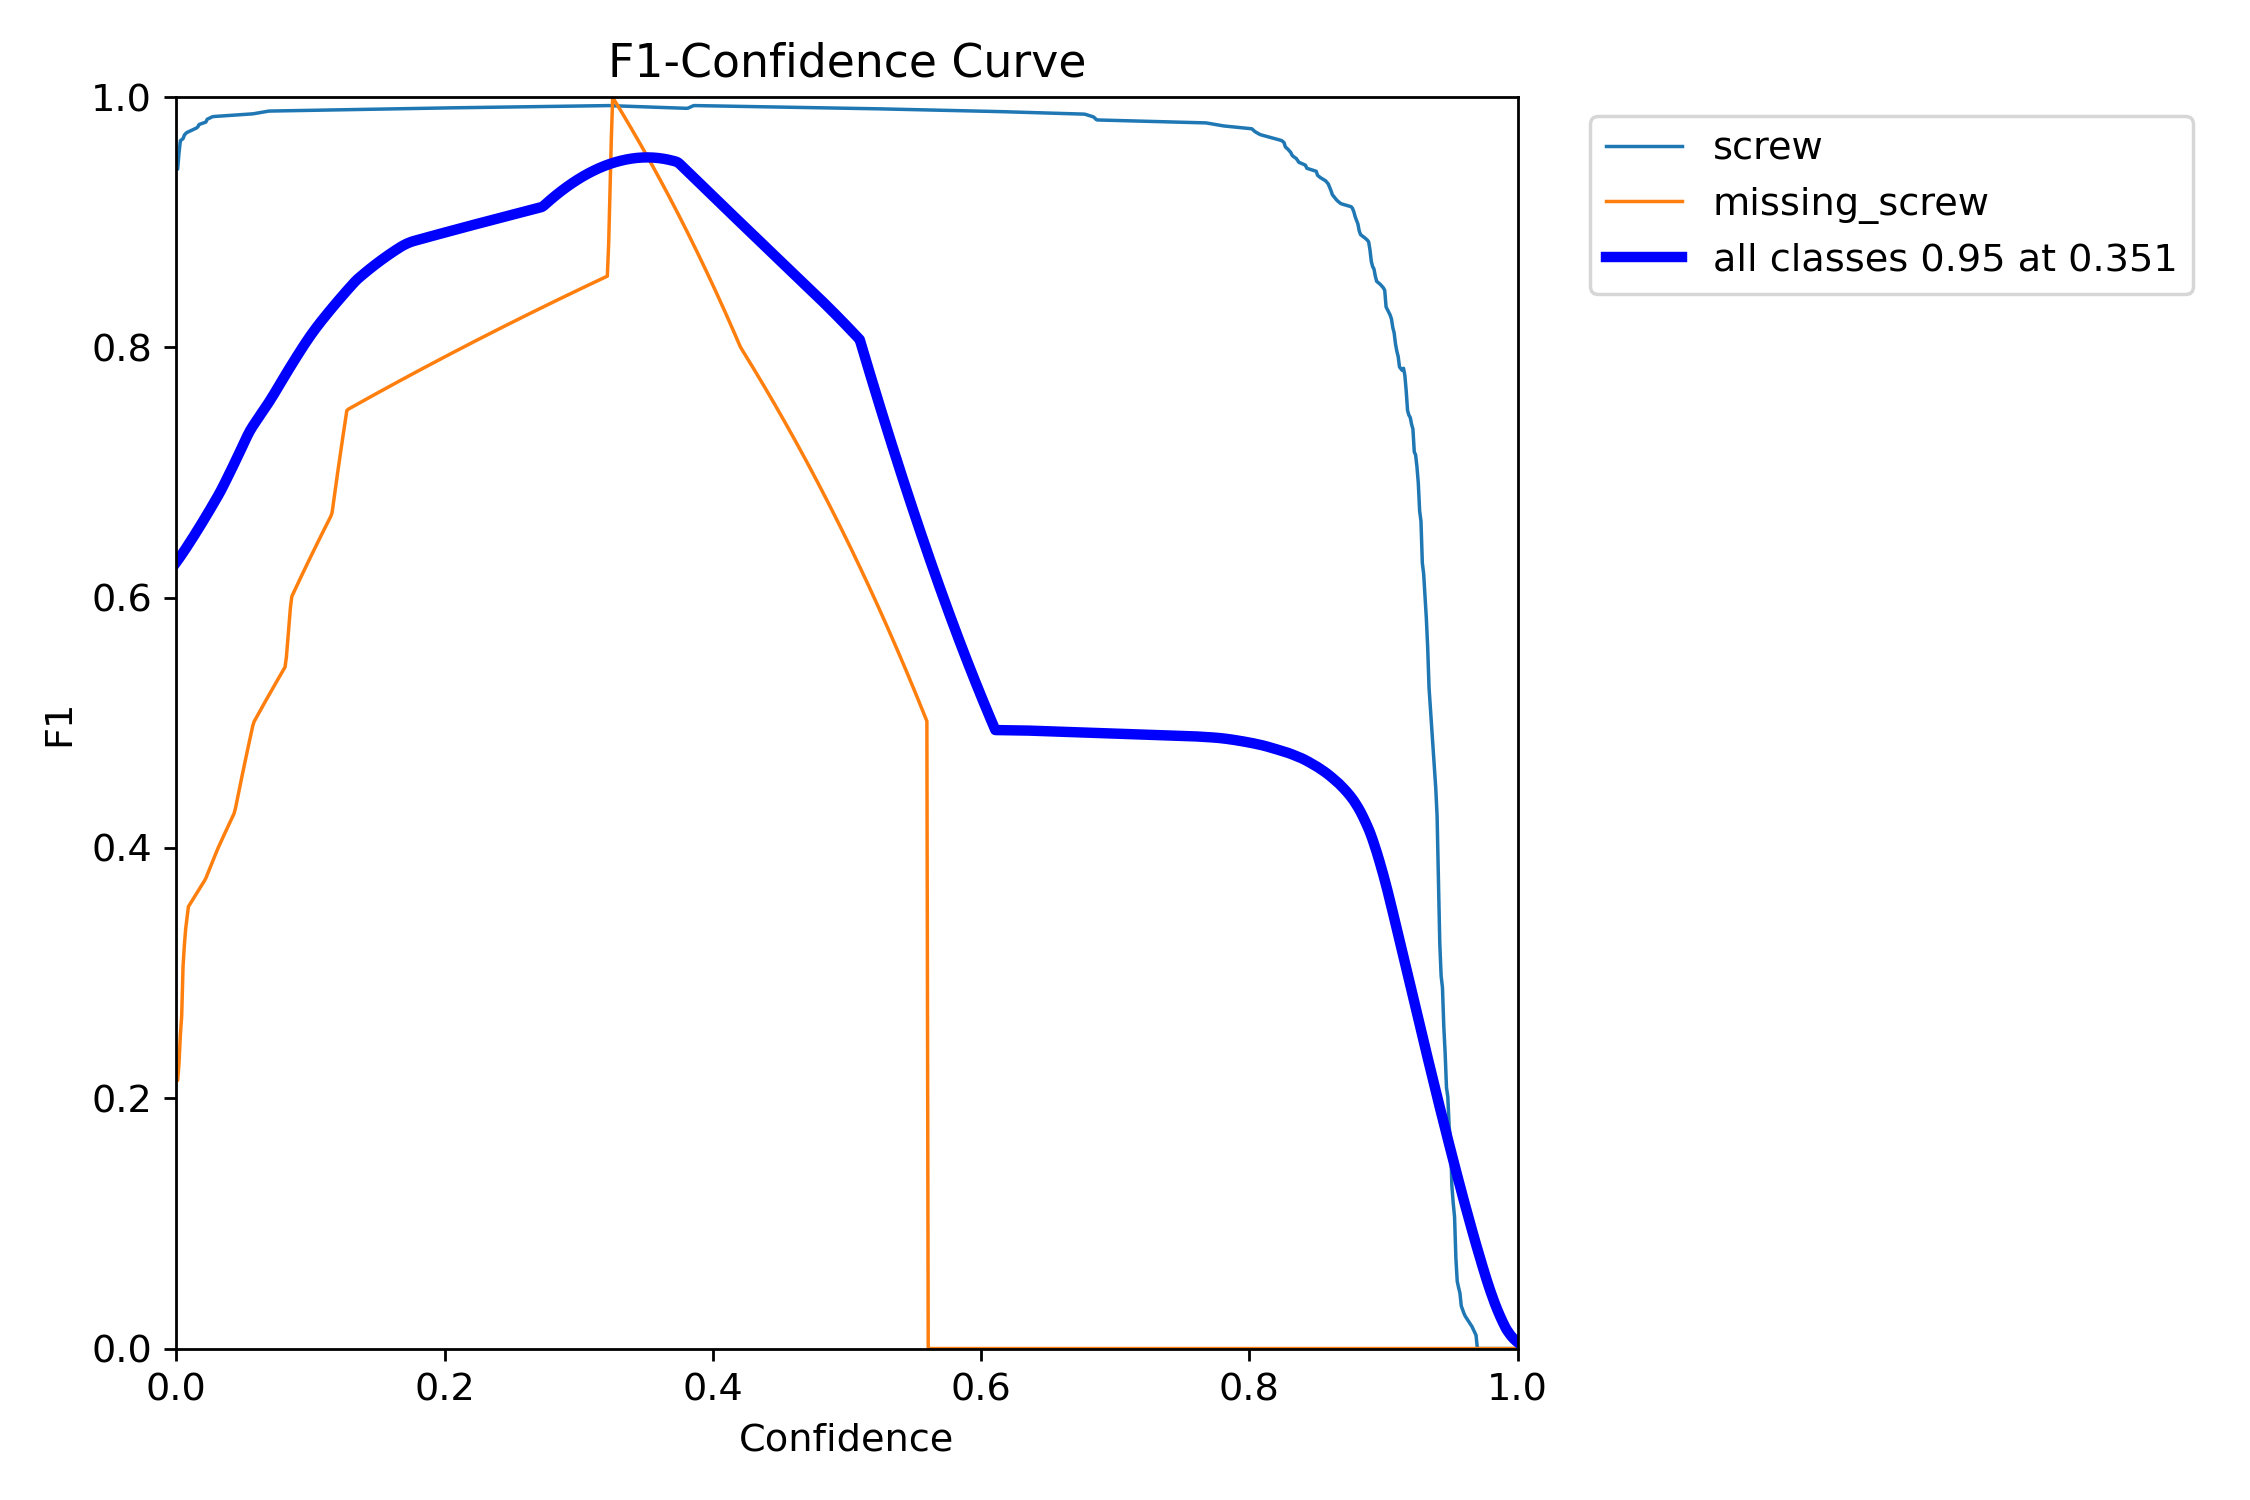 F1-Confidence Curve
screw
missing_screw
all classes 0.95 at 0.351
F1
1.0
0.8
0.6
0.4
0.2
0.0
0.0 0.2 0.4 0.6 0.8 1.0
Confidence